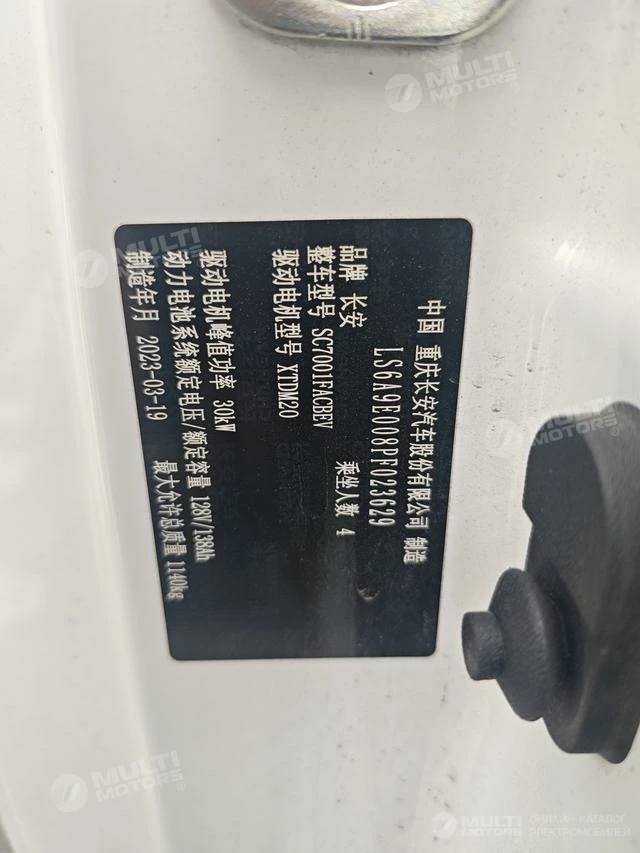 中国 重庆长安汽车股份有限公司 制造
LS6A9E008PF023629
品牌 长安
整车型号 SC7001FACBEV 乘坐人数 4
驱动电机型号 XTDM20
驱动电机峰值功率 30kW
动力电池系统额定电压/额定容量 128V/138Ah
制造年月 2023-03-19 最大允许总质量 1140kg
MULTI
MOTORS
MULTI
MOTORS
MULTI
MOTORS
MULTI
MOTORS
ОНЛАЙН-КАТАЛОГ
ЭЛЕКТРОМОБИЛЕЙ